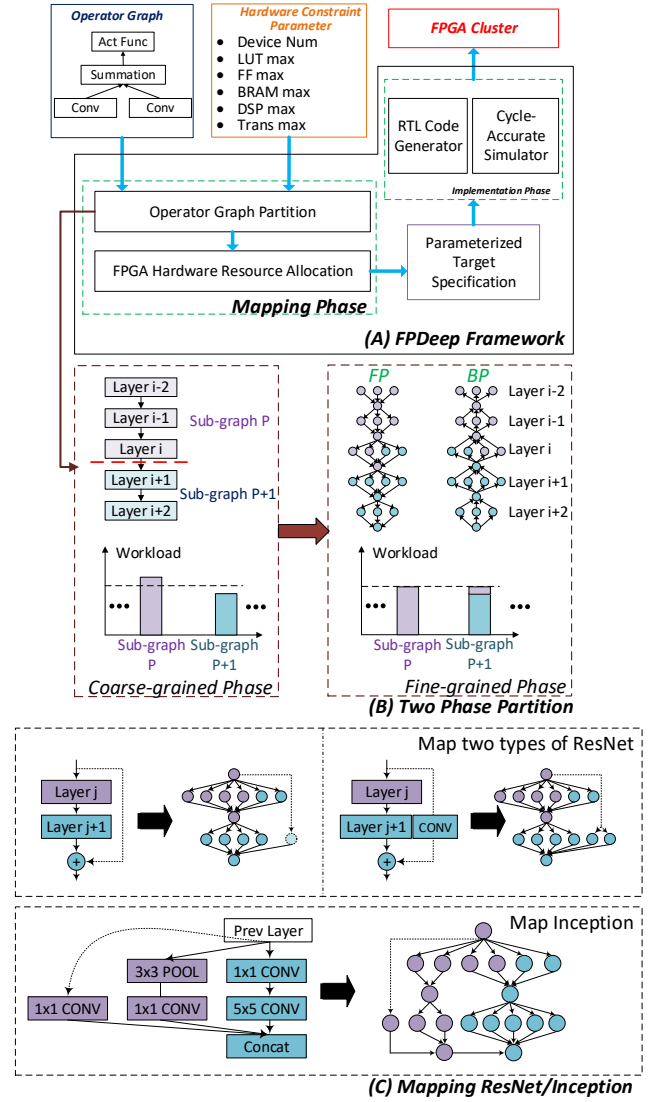 Operator Graph
Act Func
Summation
Conv
Conv
Hardware Constraint
Parameter
• Device Num
• LUT max
• FF max
• BRAM max
• DSP max
• Trans max
FPGA Cluster
RTL Code
Generator
Cycle-
Accurate
Simulator
Implementation Phase
Operator Graph Partition
FPGA Hardware Resource Allocation
Mapping Phase
Parameterized
Target
Specification
(A) FPDeep Framework
Layer i-2
Layer i-1
Layer i
Layer i+1
Layer i+2
Sub-graph P
Sub-graph P+1
Workload
•••
•••
Sub-graph
P
Sub-graph
P+1
Coarse-grained Phase
FP
BP
Layer i-2
Layer i-1
Layer i
Layer i+1
Layer i+2
Workload
•••
•••
Sub-graph
P
Sub-graph
P+1
Fine-grained Phase
(B) Two Phase Partition
Map two types of ResNet
Layer j
Layer j+1
+
Layer j
Layer j+1
CONV
+
Map Inception
Prev Layer
3x3 POOL
1x1 CONV
1x1 CONV
1x1 CONV
5x5 CONV
Concat
(C) Mapping ResNet/Inception